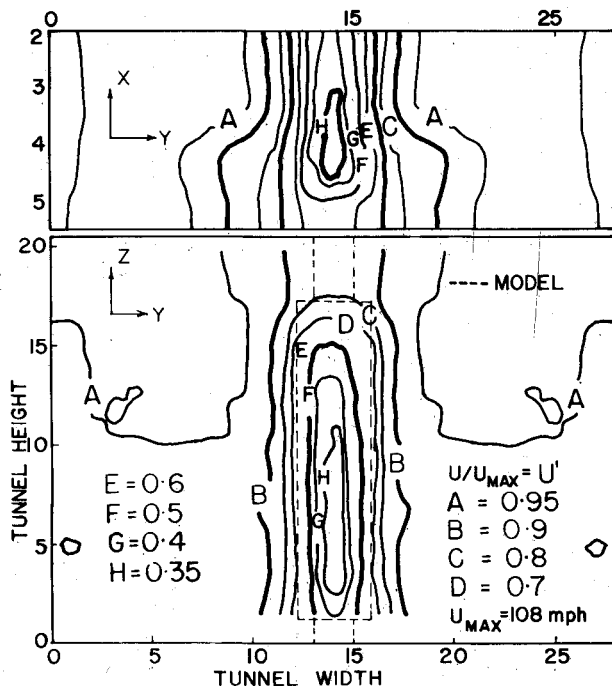 0 15 25
2
3
4
5
X
Y
A
H
G
E
C
F
A
20
15
10
5
0
TUNNEL HEIGHT
Z
Y
---- MODEL
C
D
E
A
F
A
H
B
B
G
E = 0·6
F = 0·5
G = 0·4
H = 0·35
U/U MAX = U'
A = 0·95
B = 0·9
C = 0·8
D = 0·7
U MAX = 108 mph
0 5 10 15 20 25
TUNNEL WIDTH